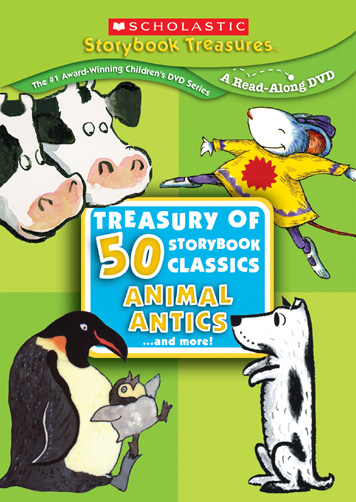 SCHOLASTIC
Storybook Treasures™
The #1 Award-Winning Children's DVD Series
A Read-Along DVD
TREASURY OF
50 STORYBOOK
CLASSICS
ANIMAL
ANTICS
...and more!